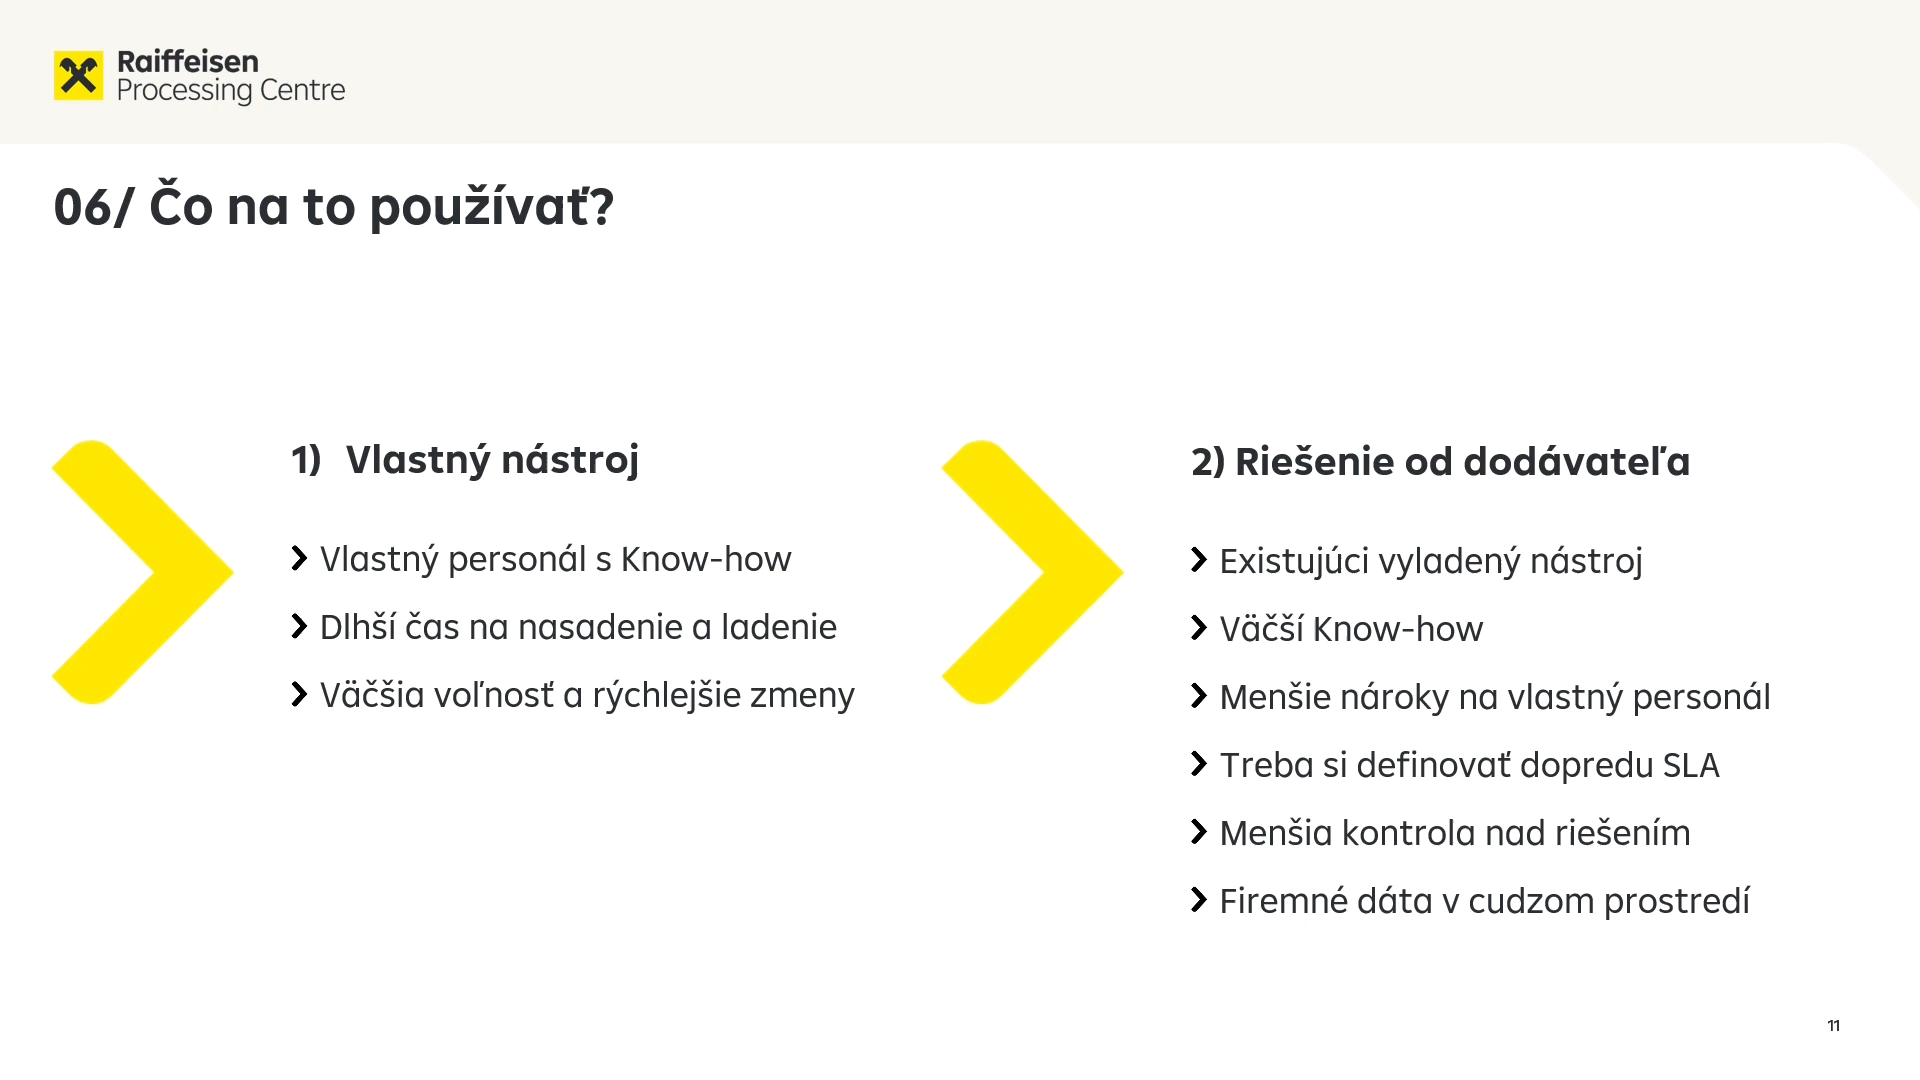 Raiffeisen
Processing Centre
06/ Čo na to používať?
1) Vlastný nástroj
Vlastný personál s Know-how
Dlhší čas na nasadenie a ladenie
Väčšia voľnosť a rýchlejšie zmeny
2) Riešenie od dodávateľa
Existujúci vyladený nástroj
Väčší Know-how
Menšie nároky na vlastný personál
Treba si definovať dopredu SLA
Menšia kontrola nad riešením
Firemné dáta v cudzom prostredí
11